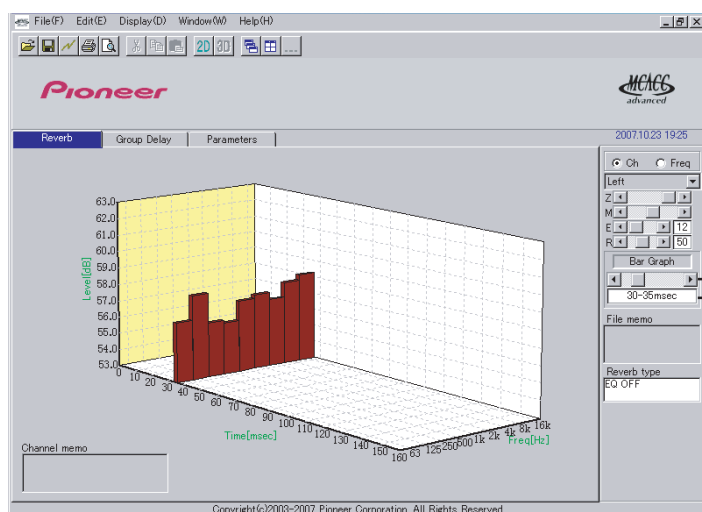 File(F) Edit(E) Display(D) Window(W) Help(H)
2D 3D
Pioneer
MCACC
advanced
Reverb Group Delay Parameters
2007.10.23 19:25
Ch Freq
Left
Z
M
E 12
R 50
Bar Graph
30-35msec
File memo
Reverb type
EQ OFF
63.0
62.0
61.0
60.0
59.0
58.0
57.0
56.0
55.0
54.0
53.0
Level[dB]
0 10 20 30 40 50 60 70 80 90 100 110 120 130 140 150 160
Time[msec]
63 125 250 500 1k 2k 4k 8k 16k
Freq[Hz]
Channel memo
Copyright(c)2003-2007 Pioneer Corporation. All Rights Reserved.